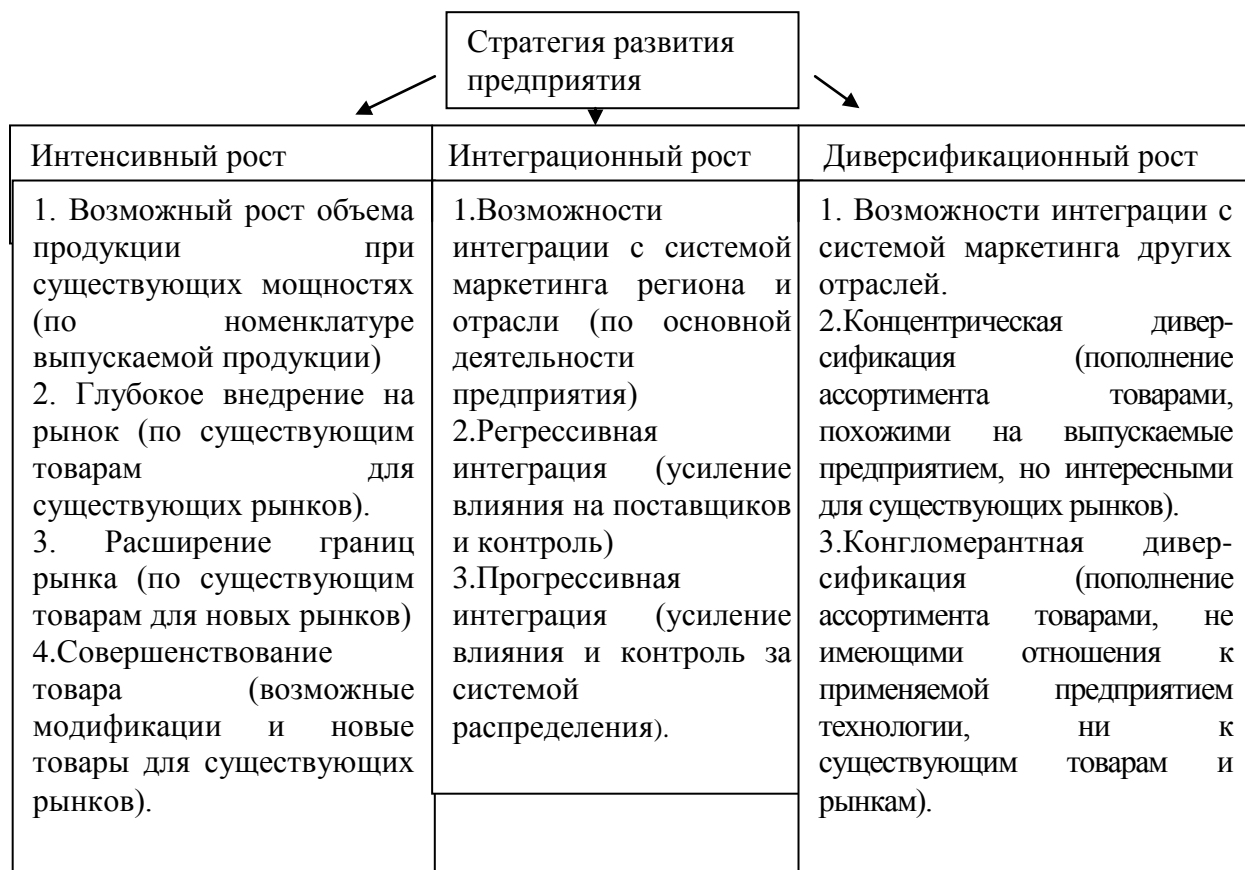 Стратегия развития
предприятия
Интенсивный рост
Интеграционный рост
Диверсификационный рост
1. Возможный рост объема
продукции при
существующих мощностях
(по номенклатуре
выпускаемой продукции)
2. Глубокое внедрение на
рынок (по существующим
товарам для
существующих рынков).
3. Расширение границ
рынка (по существующим
товарам для новых рынков)
4.Совершенствование
товара (возможные
модификации и новые
товары для существующих
рынков).
1.Возможности
интеграции с системой
маркетинга региона и
отрасли (по основной
деятельности
предприятия)
2.Регрессивная
интеграция (усиление
влияния на поставщиков
и контроль)
3.Прогрессивная
интеграция (усиление
влияния и контроль за
системой
распределения).
1. Возможности интеграции с
системой маркетинга других
отраслей.
2.Концентрическая дивер-
сификация (пополнение
ассортимента товарами,
похожими на выпускаемые
предприятием, но интересными
для существующих рынков).
3.Конгломерантная дивер-
сификация (пополнение
ассортимента товарами, не
имеющими отношения к
применяемой предприятием
технологии, ни к
существующим товарам и
рынкам).